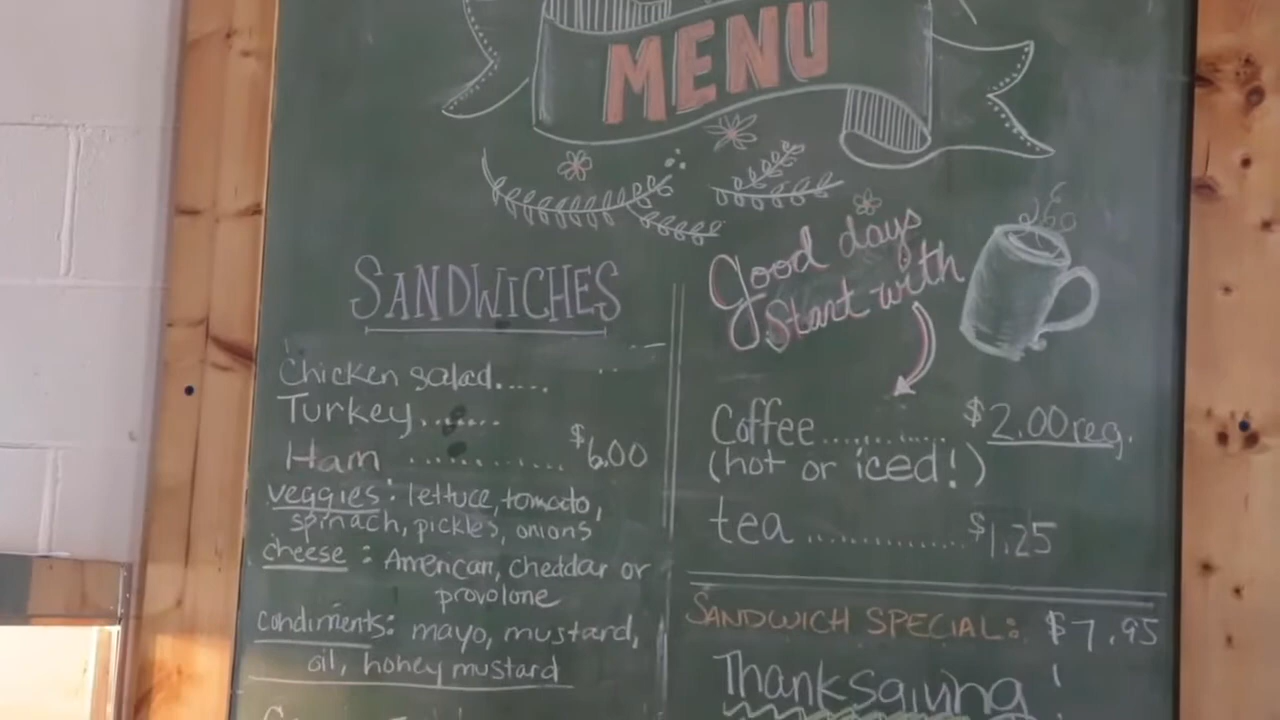 MENU
SANDWICHES
Chicken salad.....
Turkey.......
Ham ............. $6.00
veggies: lettuce, tomato,
spinach, pickles, onions
cheese: American, cheddar or
provolone
condiments: mayo, mustard,
oil, honey mustard
Good days
Start with
Coffee ........... $2.00 reg.
(hot or iced!)
tea .............. $1.25
SANDWICH SPECIAL: $7.95
Thanksgiving!